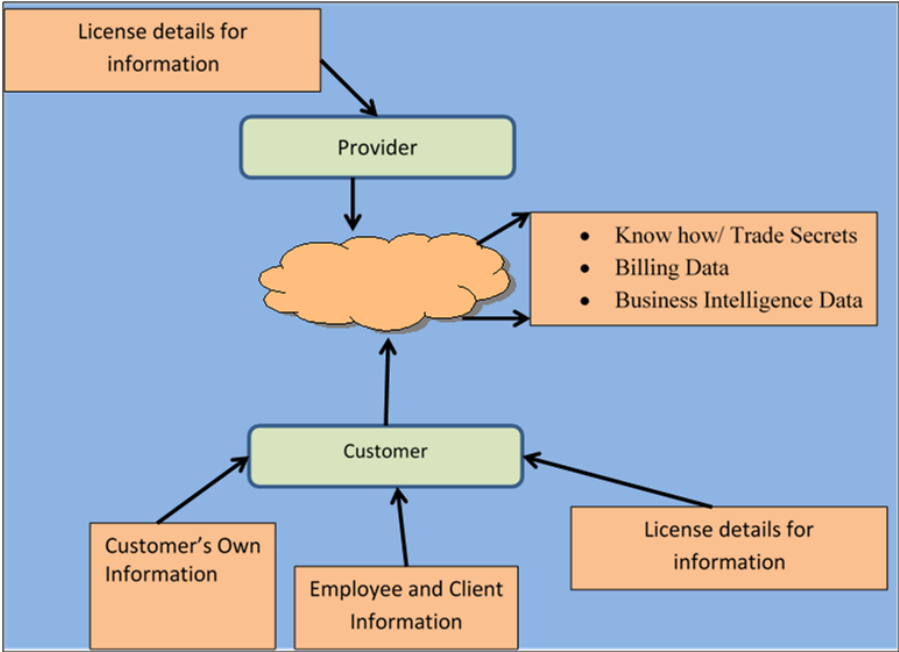 License details for
information
Provider
• Know how/ Trade Secrets
• Billing Data
• Business Intelligence Data
Customer
Customer’s Own
Information
Employee and Client
Information
License details for
information